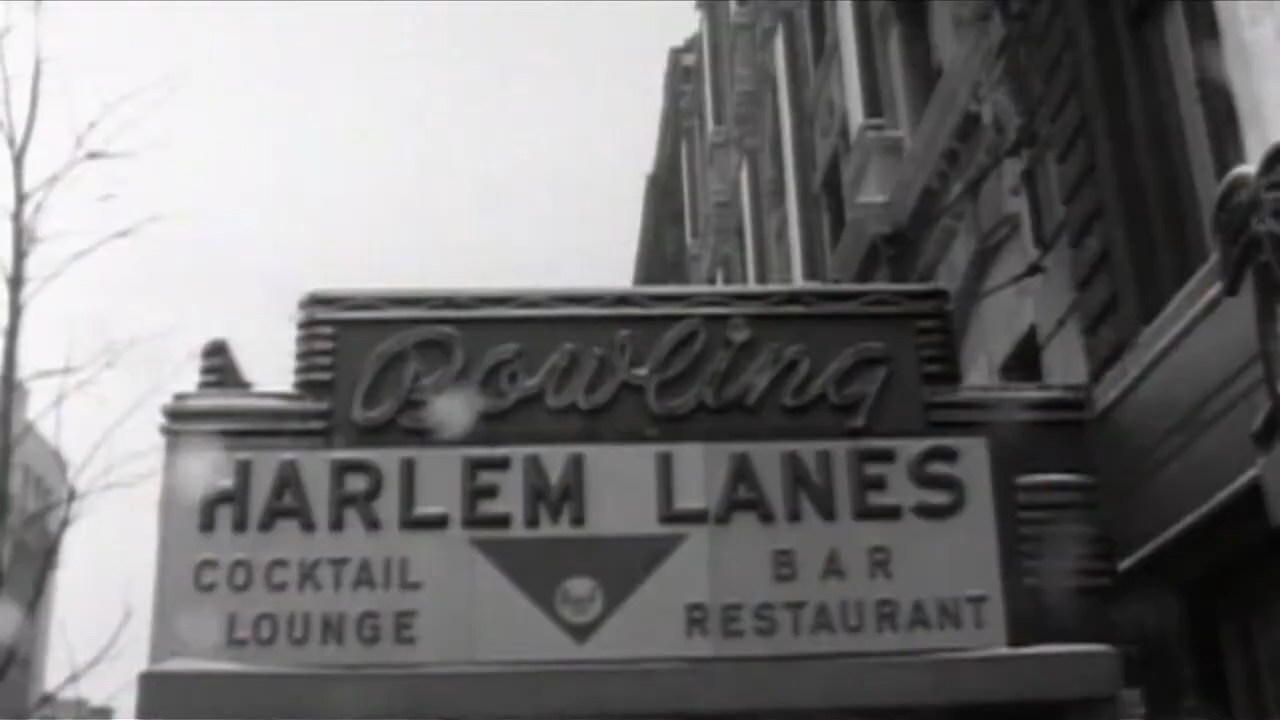 Bowling
HARLEM LANES
COCKTAIL
LOUNGE
BAR
RESTAURANT